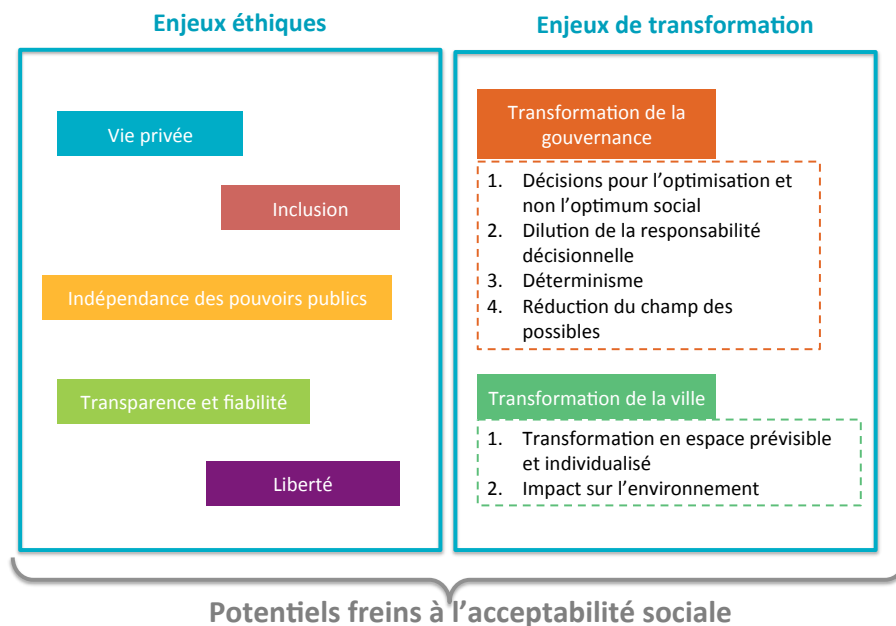 Enjeux éthiques
Vie privée
Inclusion
Indépendance des pouvoirs publics
Transparence et fiabilité
Liberté
Enjeux de transformation
Transformation de la
gouvernance
1. Décisions pour l'optimisation et
non l'optimum social
2. Dilution de la responsabilité
décisionnelle
3. Déterminisme
4. Réduction du champ des
possibles
Transformation de la ville
1. Transformation en espace prévisible
et individualisé
2. Impact sur l'environnement
Potentiels freins à l'acceptabilité sociale